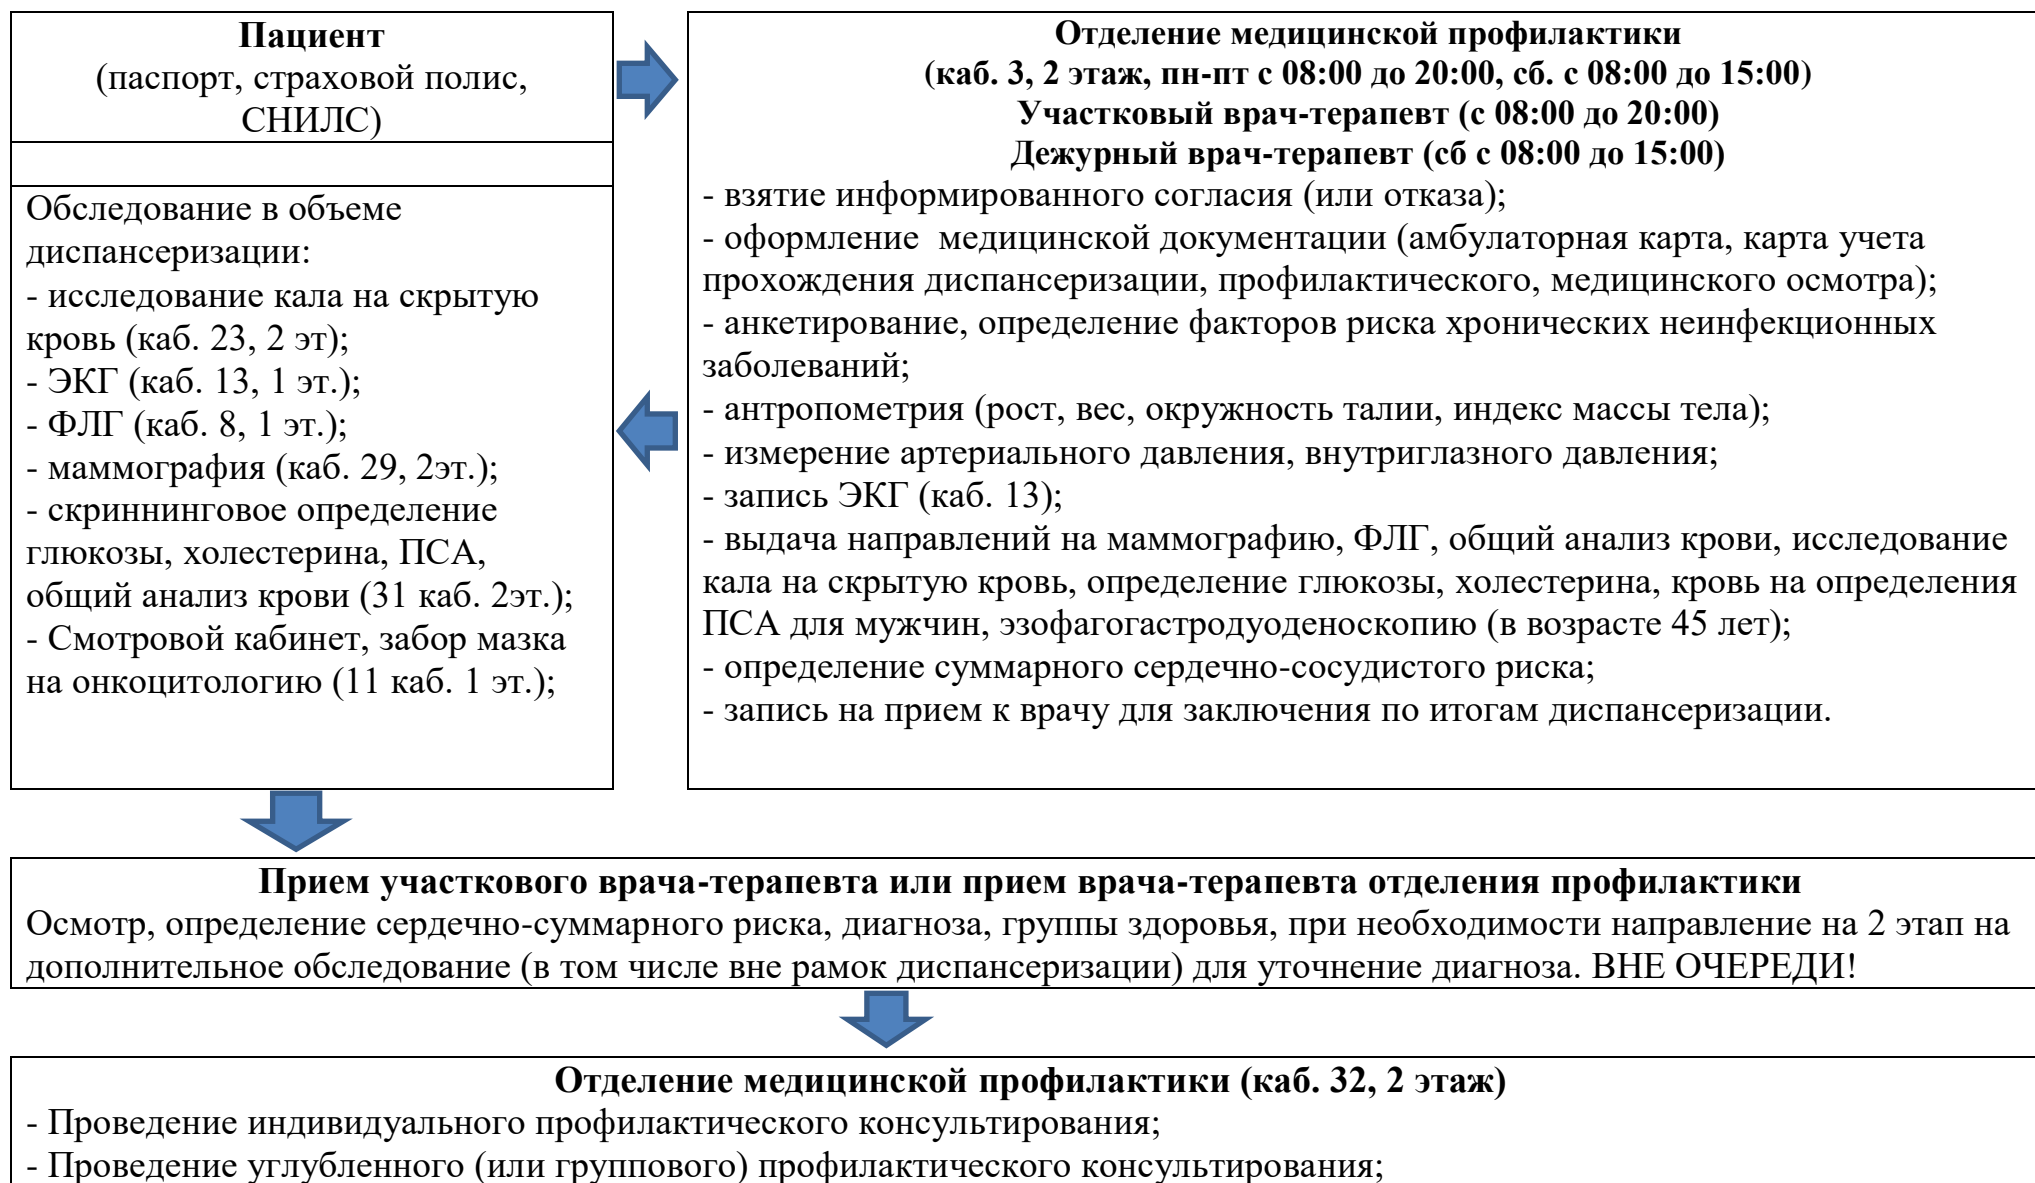 Пациент
(паспорт, страховой полис,
СНИЛС)
Отделение медицинской профилактики
(каб. 3, 2 этаж, пн-пт с 08:00 до 20:00, сб. с 08:00 до 15:00)
Участковый врач-терапевт (с 08:00 до 20:00)
Дежурный врач-терапевт (сб с 08:00 до 15:00)
- взятие информированного согласия (или отказа);
- оформление  медицинской документации (амбулаторная карта, карта учета
прохождения диспансеризации, профилактического, медицинского осмотра);
- анкетирование, определение факторов риска хронических неинфекционных
заболеваний;
- антропометрия (рост, вес, окружность талии, индекс массы тела);
- измерение артериального давления, внутриглазного давления;
- запись ЭКГ (каб. 13);
- выдача направлений на маммографию, ФЛГ, общий анализ крови, исследование
кала на скрытую кровь, определение глюкозы, холестерина, кровь на определения
ПСА для мужчин, эзофагогастродуоденоскопию (в возрасте 45 лет);
- определение суммарного сердечно-сосудистого риска;
- запись на прием к врачу для заключения по итогам диспансеризации.
Обследование в объеме
диспансеризации:
- исследование кала на скрытую
кровь (каб. 23, 2 эт);
- ЭКГ (каб. 13, 1 эт.);
- ФЛГ (каб. 8, 1 эт.);
- маммография (каб. 29, 2эт.);
- скриннинговое определение
глюкозы, холестерина, ПСА,
общий анализ крови (31 каб. 2эт.);
- Смотровой кабинет, забор мазка
на онкоцитологию (11 каб. 1 эт.);
Прием участкового врача-терапевта или прием врача-терапевта отделения профилактики
Осмотр, определение сердечно-суммарного риска, диагноза, группы здоровья, при необходимости направление на 2 этап на
дополнительное обследование (в том числе вне рамок диспансеризации) для уточнение диагноза. ВНЕ ОЧЕРЕДИ!
Отделение медицинской профилактики (каб. 32, 2 этаж)
- Проведение индивидуального профилактического консультирования;
- Проведение углубленного (или группового) профилактического консультирования;